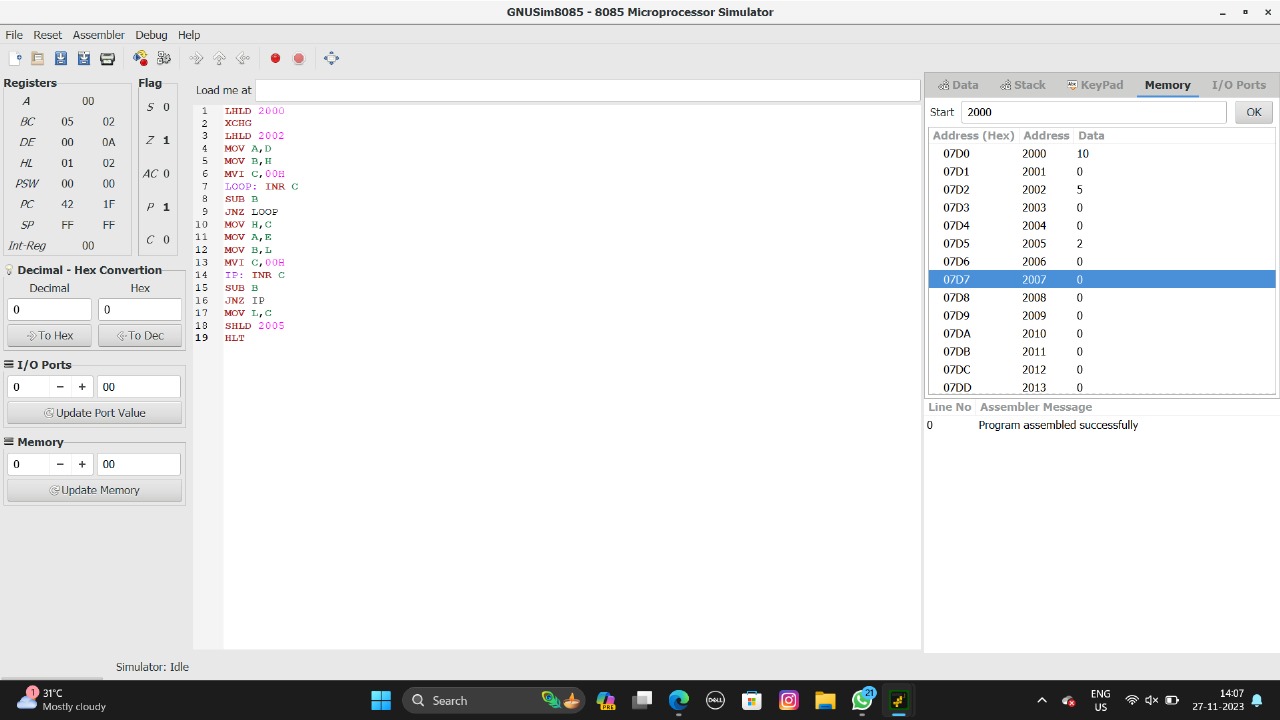 GNUSim8085 - 8085 Microprocessor Simulator
File Reset Assembler Debug Help
Registers
A 00
BC 05 02
DE 00 0A
HL 01 02
PSW 00 00
PC 42 1F
SP FF FF
Int-Reg 00
Flag
S 0
Z 1
AC 0
P 1
C 0
Decimal - Hex Convertion
Decimal Hex
0 0
To Hex To Dec
I/O Ports
0 − + 00
Update Port Value
Memory
0 − + 00
Update Memory
Load me at
1 LHLD 2000
2 XCHG
3 LHLD 2002
4 MOV A,D
5 MOV B,H
6 MVI C,00H
7 LOOP: INR C
8 SUB B
9 JNZ LOOP
10 MOV H,C
11 MOV A,E
12 MOV B,L
13 MVI C,00H
14 IP: INR C
15 SUB B
16 JNZ IP
17 MOV L,C
18 SHLD 2005
19 HLT
Data Stack KeyPad Memory I/O Ports
Start 2000 OK
Address (Hex) Address Data
07D0 2000 10
07D1 2001 0
07D2 2002 5
07D3 2003 0
07D4 2004 0
07D5 2005 2
07D6 2006 0
07D7 2007 0
07D8 2008 0
07D9 2009 0
07DA 2010 0
07DB 2011 0
07DC 2012 0
07DD 2013 0
Line No Assembler Message
0 Program assembled successfully
Simulator: Idle
1
31°C
Mostly cloudy
Search
PRE
DELL
21
ENG
US
14:07
27-11-2023